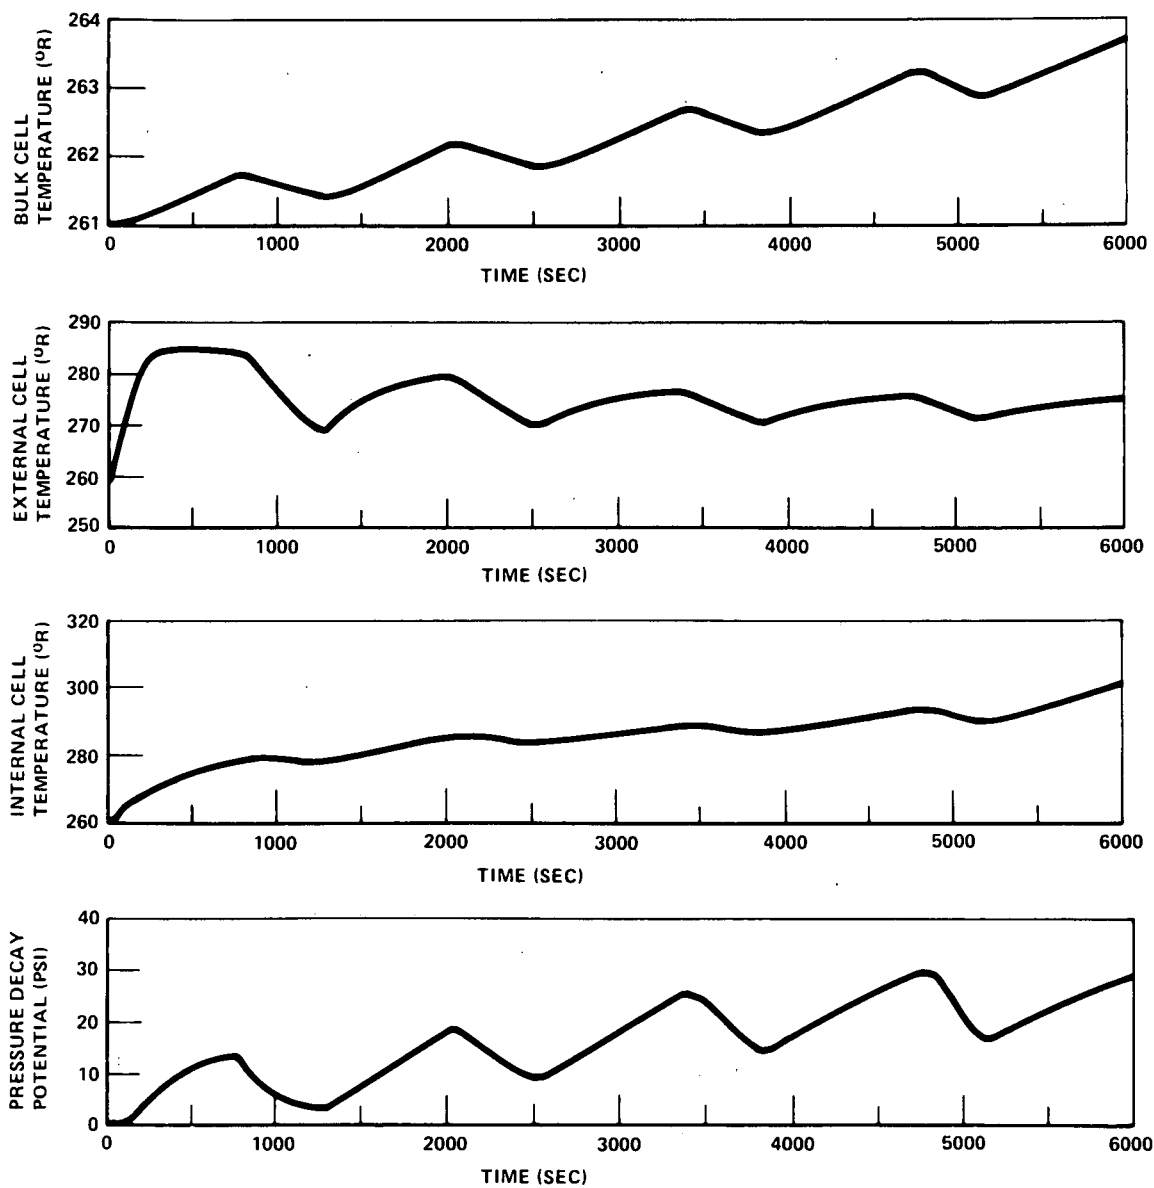 BULK CELL
TEMPERATURE (°R)
264
263
262
261
0 1000 2000 3000 4000 5000 6000
TIME (SEC)
EXTERNAL CELL
TEMPERATURE (°R)
290
280
270
260
250
0 1000 2000 3000 4000 5000 6000
TIME (SEC)
INTERNAL CELL
TEMPERATURE (°R)
320
300
280
260
0 1000 2000 3000 4000 5000 6000
TIME (SEC)
PRESSURE DECAY
POTENTIAL (PSI)
40
30
20
10
0
0 1000 2000 3000 4000 5000 6000
TIME (SEC)